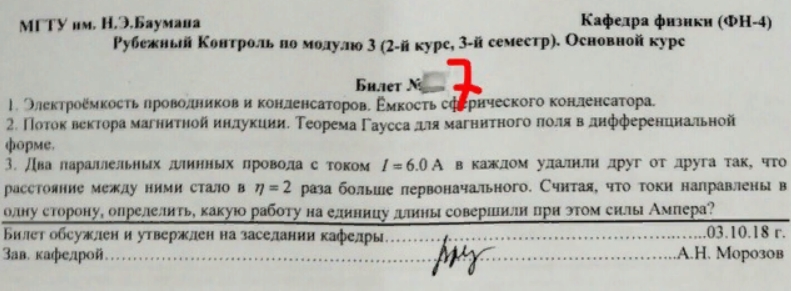 МГТУ им. Н.Э.Баумана Кафедра физики (ФН-4)
Рубежный Контроль по модулю 3 (2-й курс, 3-й семестр). Основной курс
Билет № 7
1. Электроёмкость проводников и конденсаторов. Ёмкость сферического конденсатора.
2. Поток вектора магнитной индукции. Теорема Гаусса для магнитного поля в дифференциальной
форме.
3. Два параллельных длинных провода с током I = 6.0 А в каждом удалили друг от друга так, что
расстояние между ними стало в η = 2 раза больше первоначального. Считая, что токи направлены в
одну сторону, определить, какую работу на единицу длины совершили при этом силы Ампера?
Билет обсужден и утвержден на заседании кафедры...............................................................03.10.18 г.
Зав. кафедрой.......................................................................................................А.Н. Морозов